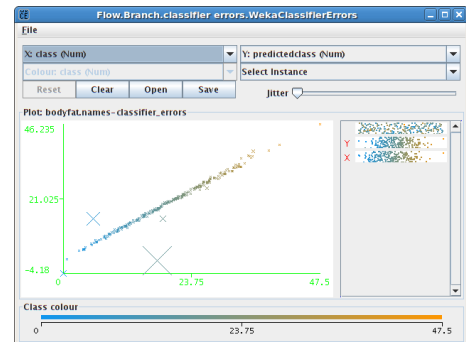 Flow.Branch.classifier errors.WekaClassifierErrors
File
X: class (Num)
Y: predictedclass (Num)
Colour: class (Num)
Select Instance
Reset
Clear
Open
Save
Jitter
Plot: bodyfat.names-classifier_errors
46.235
21.025
-4.18
0
23.75
47.5
Y
X
Class colour
0
23.75
47.5